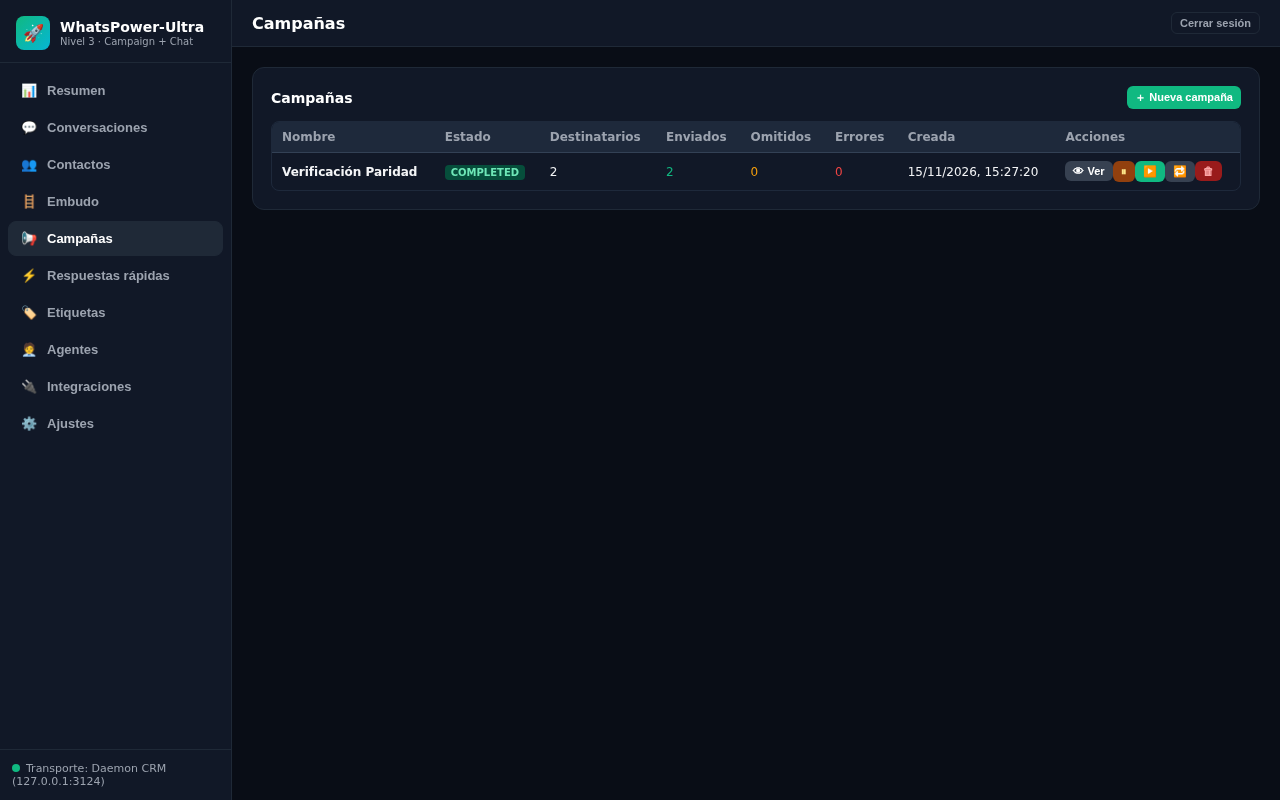 WhatsPower-Ultra
Nivel 3 · Campaign + Chat
Resumen
Conversaciones
Contactos
Embudo
Campañas
Respuestas rápidas
Etiquetas
Agentes
Integraciones
Ajustes
Transporte: Daemon CRM
(127.0.0.1:3124)
Campañas
Cerrar sesión
Campañas
+ Nueva campaña
Nombre Estado Destinatarios Enviados Omitidos Errores Creada Acciones
Verificación Paridad COMPLETED 2 2 0 0 15/11/2026, 15:27:20 Ver